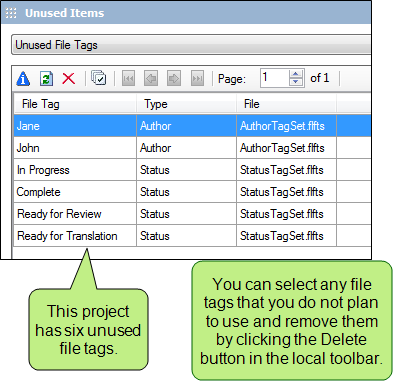 Unused Items
Unused File Tags
Page: 1 of 1
File Tag Type File
Jane Author AuthorTagSet.flfts
John Author AuthorTagSet.flfts
In Progress Status StatusTagSet.flfts
Complete Status StatusTagSet.flfts
Ready for Review Status StatusTagSet.flfts
Ready for Translation Status StatusTagSet.flfts
This project
has six unused
file tags.
You can select any file
tags that you do not plan
to use and remove them
by clicking the Delete
button in the local toolbar.